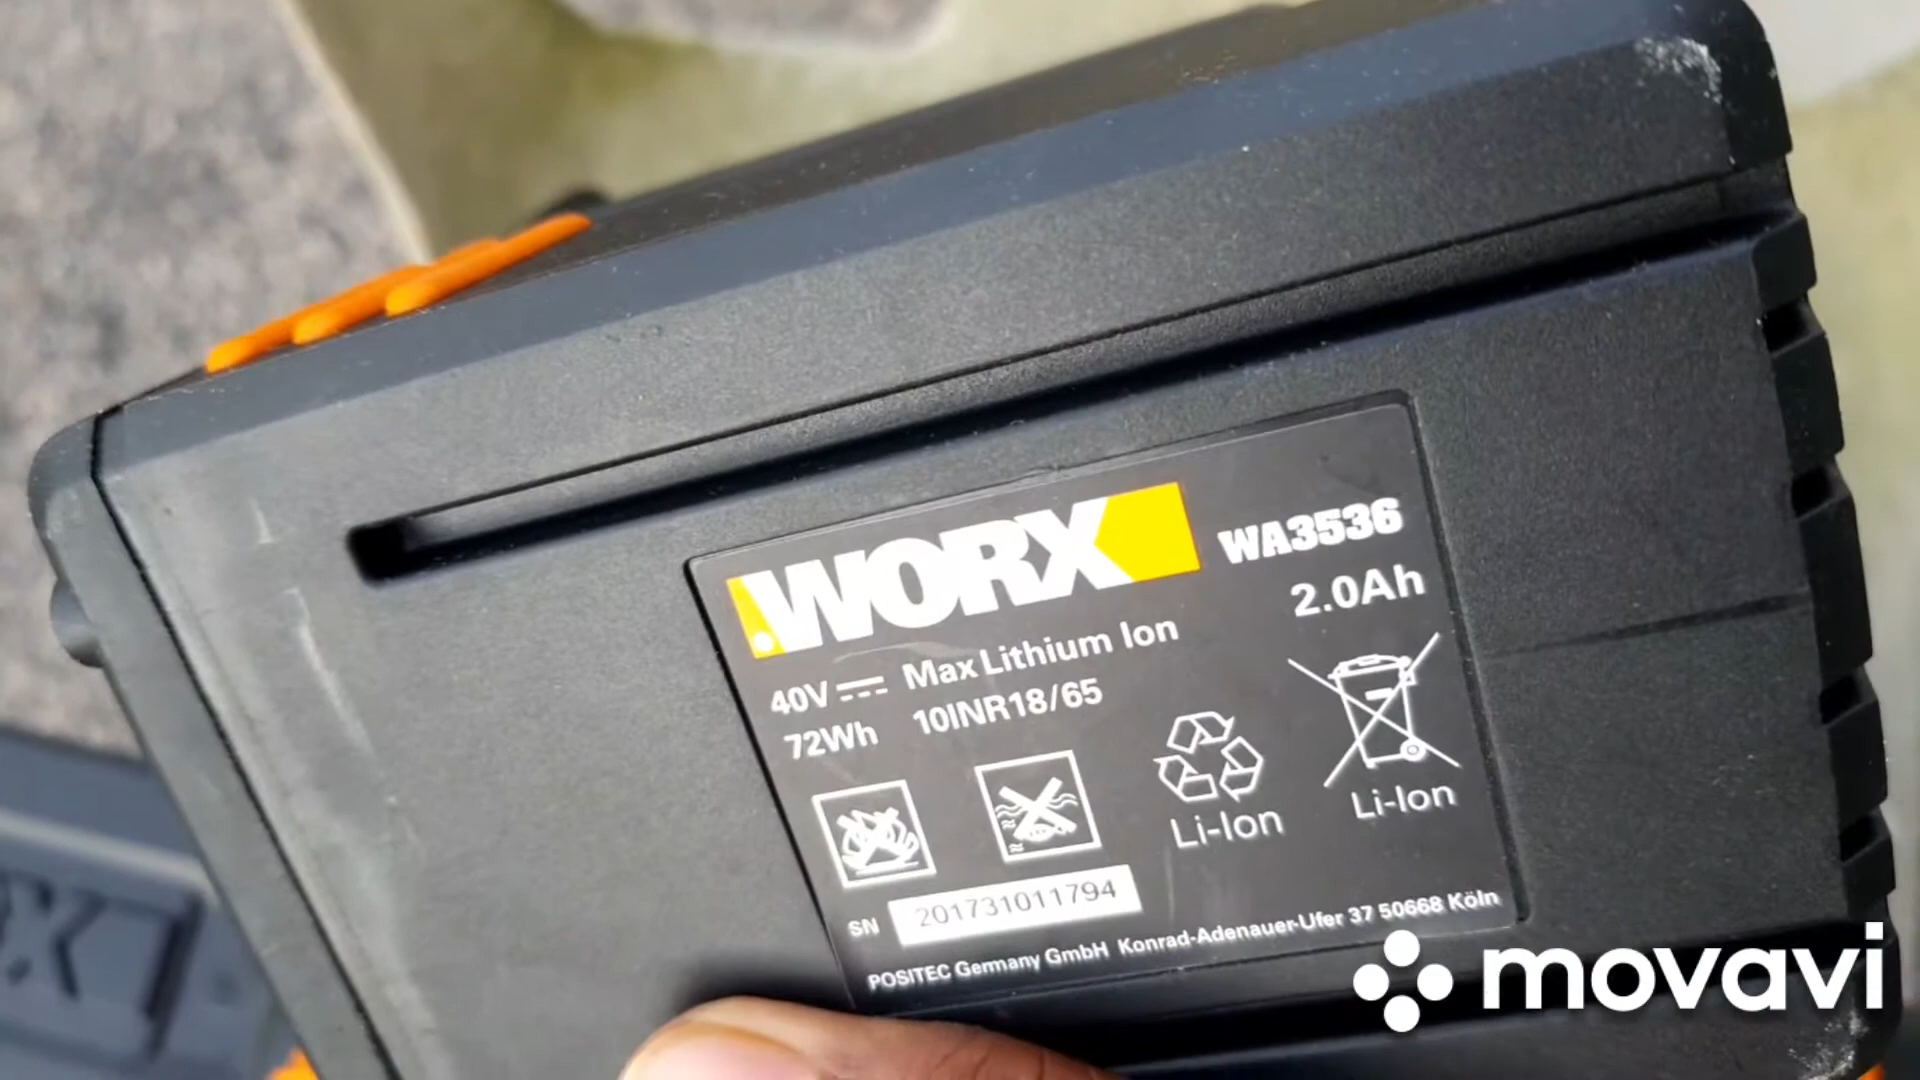 WORX WA3536
2.0Ah
40V Max Lithium Ion
72Wh 10INR18/65
Li-Ion
Li-Ion
SN 201731011794
POSITEC Germany GmbH Konrad-Adenauer-Ufer 37 50668 Köln
movavi